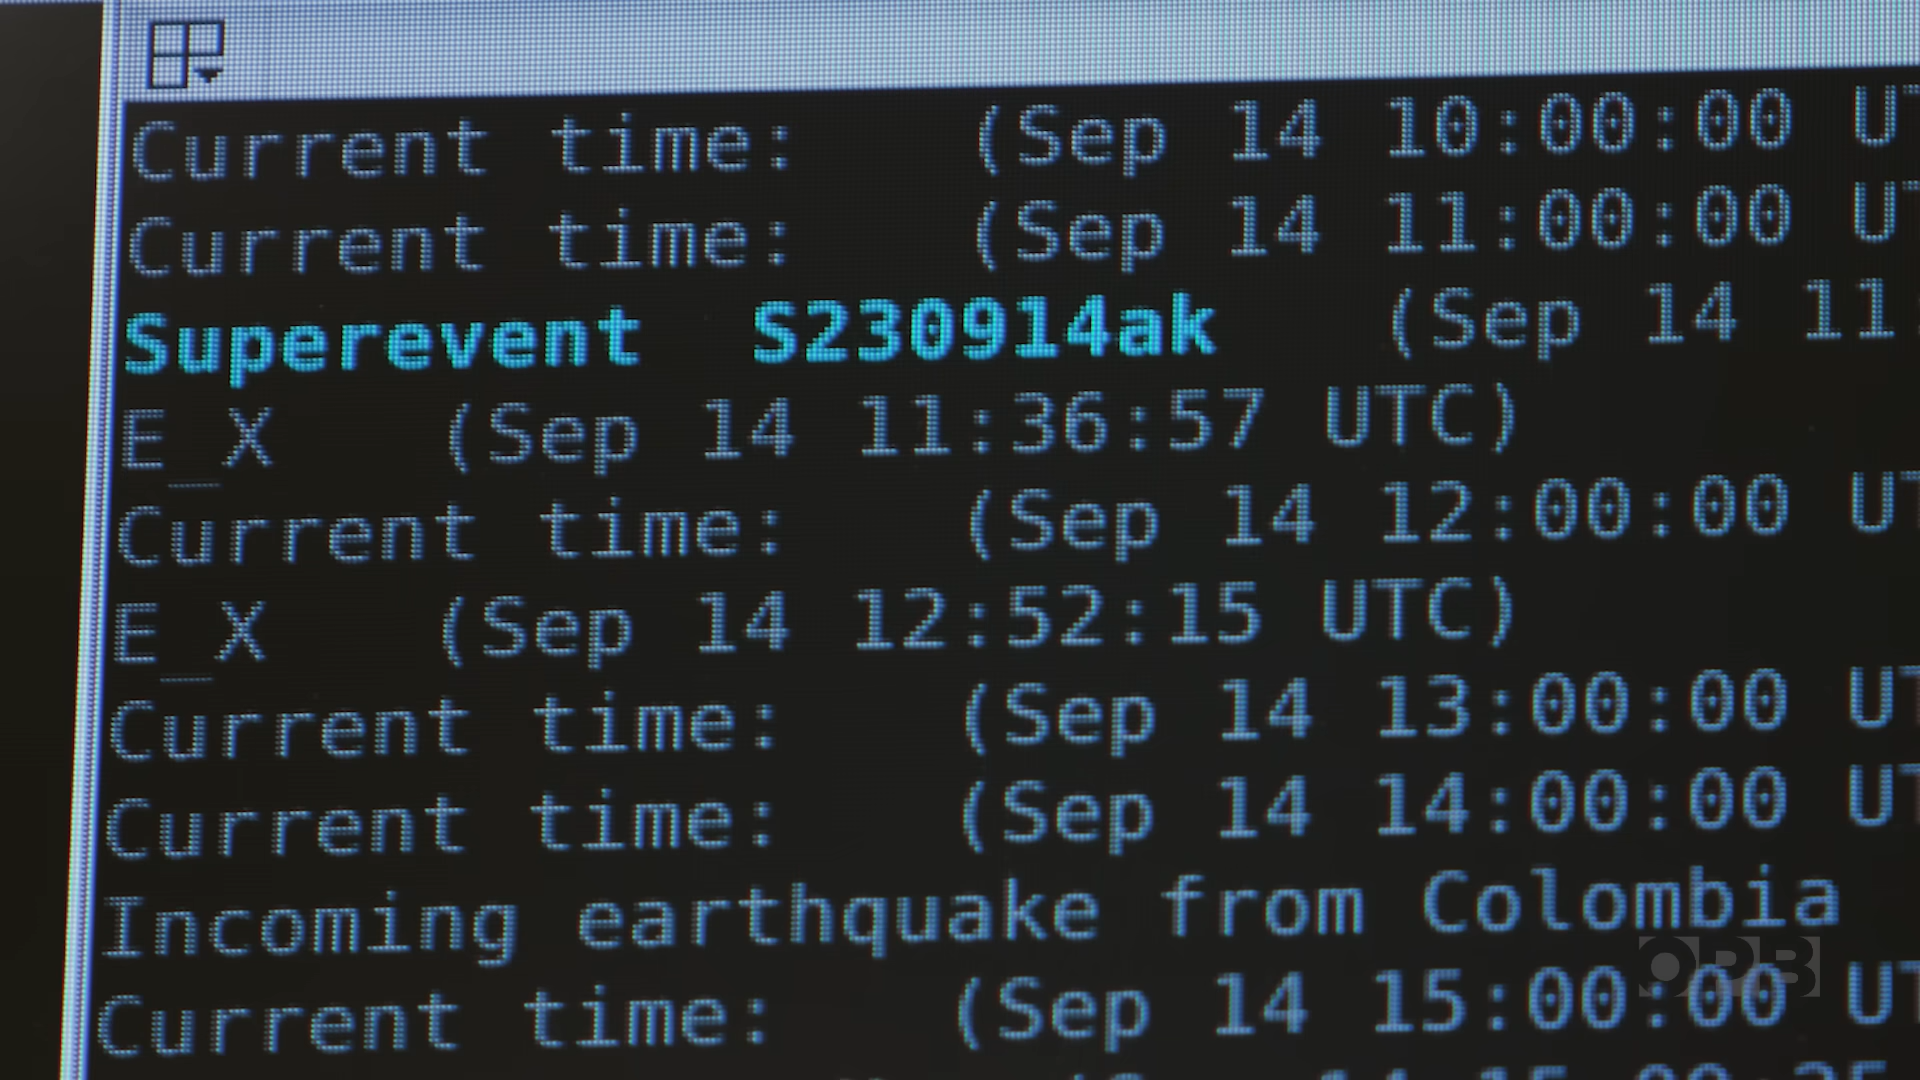 Current time: (Sep 14 10:00:00 UT
Current time: (Sep 14 11:00:00 UT
Superevent S230914ak (Sep 14 11:
E_X (Sep 14 11:36:57 UTC)
Current time: (Sep 14 12:00:00 UT
E_X (Sep 14 12:52:15 UTC)
Current time: (Sep 14 13:00:00 UT
Current time: (Sep 14 14:00:00 UT
Incoming earthquake from Colombia
OPB
Current time: (Sep 14 15:00:00 UT